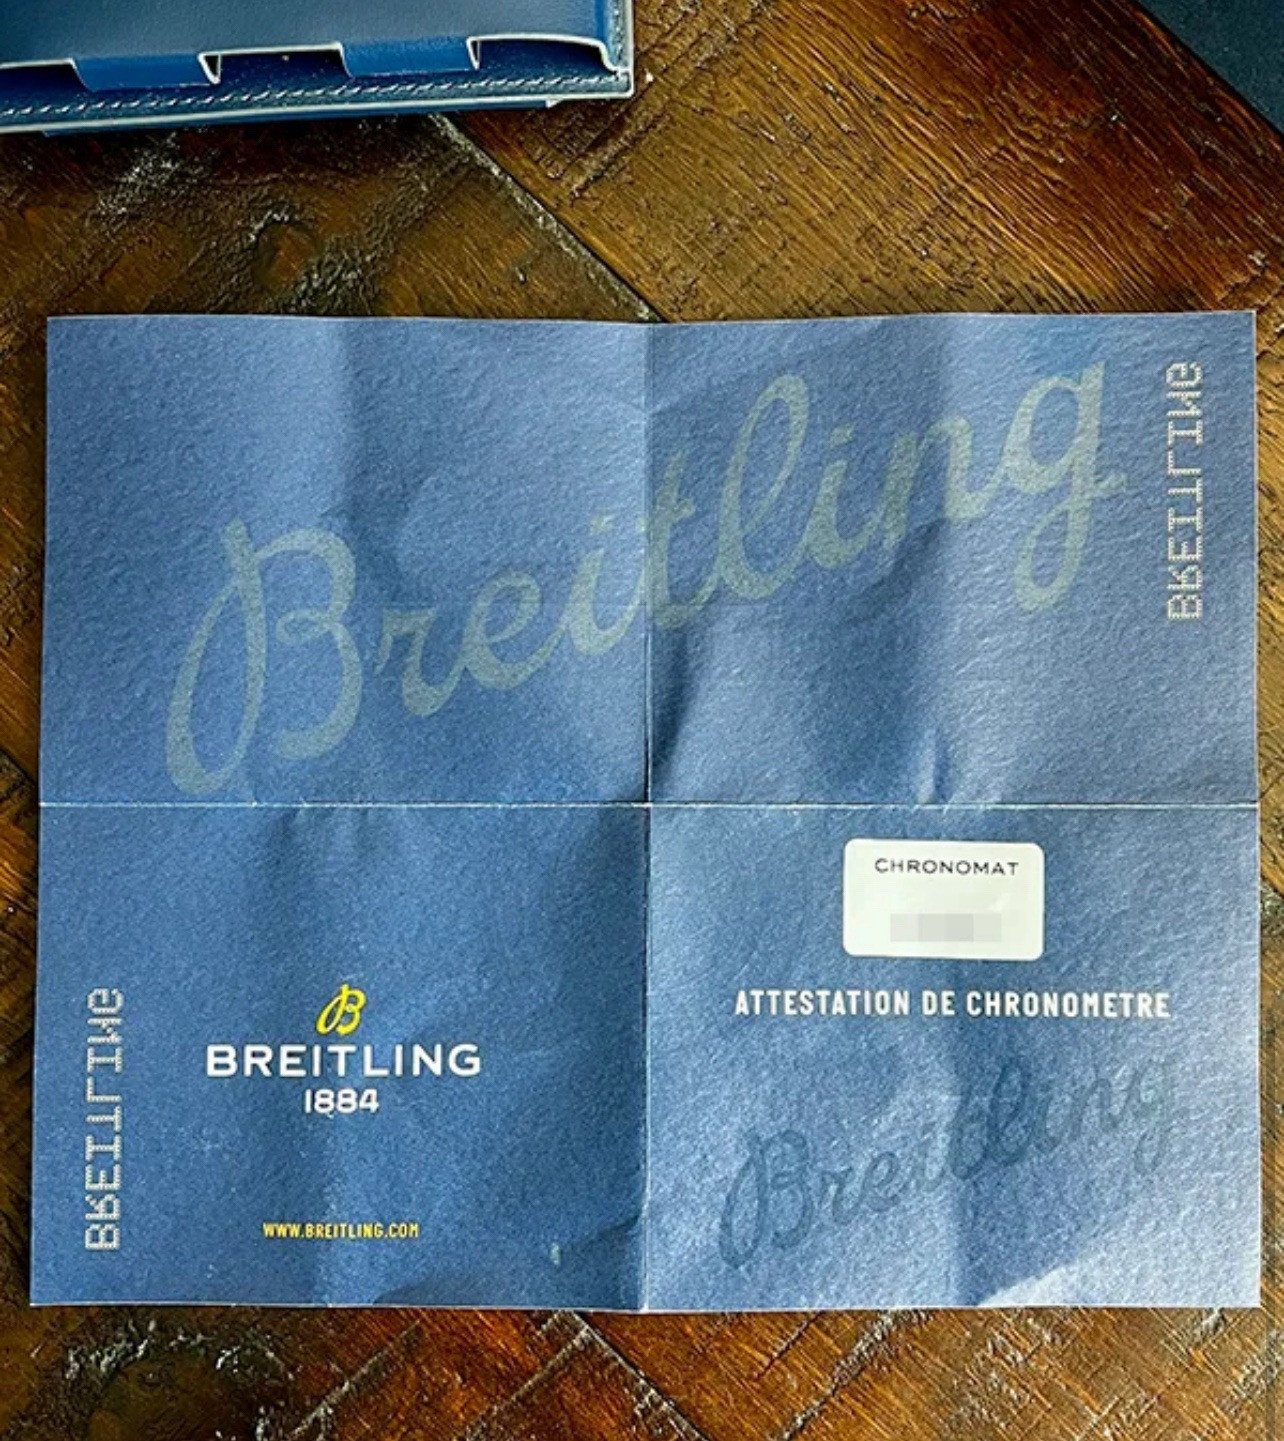 Breitling
BREITLING
CHRONOMAT
ATTESTATION DE CHRONOMETRE
Breitling
BREITLING
B
BREITLING
1884
WWW.BREITLING.COM